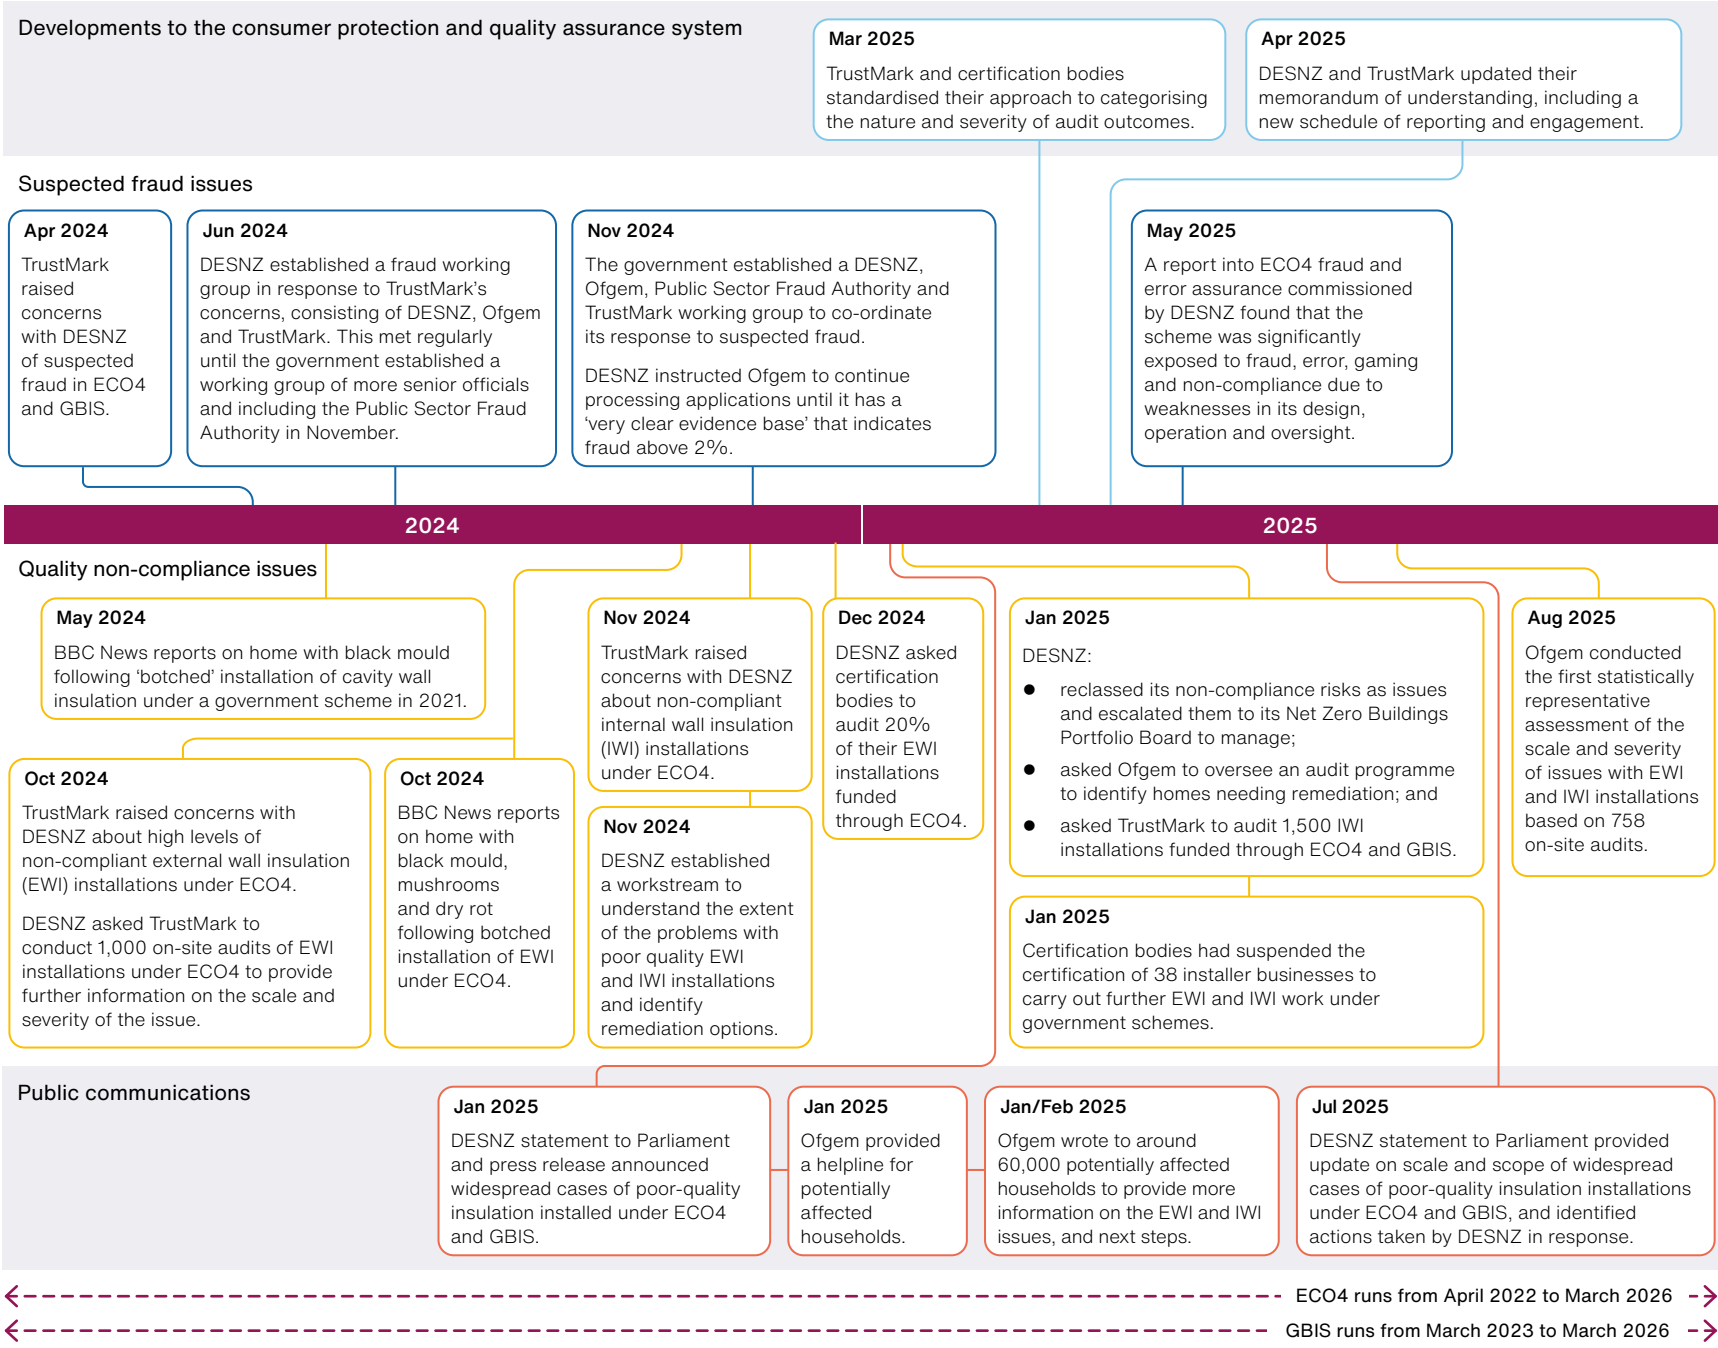 Developments to the consumer protection and quality assurance system
Mar 2025
TrustMark and certification bodies
standardised their approach to categorising
the nature and severity of audit outcomes.
Apr 2025
DESNZ and TrustMark updated their
memorandum of understanding, including a
new schedule of reporting and engagement.
Suspected fraud issues
Apr 2024
TrustMark
raised
concerns
with DESNZ
of suspected
fraud in ECO4
and GBIS.
Jun 2024
DESNZ established a fraud working
group in response to TrustMark's
concerns, consisting of DESNZ, Ofgem
and TrustMark. This met regularly
until the government established a
working group of more senior officials
and including the Public Sector Fraud
Authority in November.
Nov 2024
The government established a DESNZ,
Ofgem, Public Sector Fraud Authority and
TrustMark working group to co-ordinate
its response to suspected fraud.
DESNZ instructed Ofgem to continue
processing applications until it has a
'very clear evidence base' that indicates
fraud above 2%.
May 2025
A report into ECO4 fraud and
error assurance commissioned
by DESNZ found that the
scheme was significantly
exposed to fraud, error, gaming
and non-compliance due to
weaknesses in its design,
operation and oversight.
2024
2025
Quality non-compliance issues
May 2024
BBC News reports on home with black mould
following 'botched' installation of cavity wall
insulation under a government scheme in 2021.
Oct 2024
TrustMark raised concerns with
DESNZ about high levels of
non-compliant external wall insulation
(EWI) installations under ECO4.
DESNZ asked TrustMark to
conduct 1,000 on-site audits of EWI
installations under ECO4 to provide
further information on the scale and
severity of the issue.
Oct 2024
BBC News reports
on home with
black mould,
mushrooms
and dry rot
following botched
installation of EWI
under ECO4.
Nov 2024
TrustMark raised
concerns with DESNZ
about non-compliant
internal wall insulation
(IWI) installations
under ECO4.
Nov 2024
DESNZ established
a workstream to
understand the extent
of the problems with
poor quality EWI
and IWI installations
and identify
remediation options.
Dec 2024
DESNZ asked
certification
bodies to
audit 20%
of their EWI
installations
funded
through ECO4.
Jan 2025
DESNZ:
● reclassed its non-compliance risks as issues
and escalated them to its Net Zero Buildings
Portfolio Board to manage;
● asked Ofgem to oversee an audit programme
to identify homes needing remediation; and
● asked TrustMark to audit 1,500 IWI
installations funded through ECO4 and GBIS.
Jan 2025
Certification bodies had suspended the
certification of 38 installer businesses to
carry out further EWI and IWI work under
government schemes.
Aug 2025
Ofgem conducted
the first statistically
representative
assessment of the
scale and severity
of issues with EWI
and IWI installations
based on 758
on-site audits.
Public communications
Jan 2025
DESNZ statement to Parliament
and press release announced
widespread cases of poor-quality
insulation installed under ECO4
and GBIS.
Jan 2025
Ofgem provided
a helpline for
potentially
affected
households.
Jan/Feb 2025
Ofgem wrote to around
60,000 potentially affected
households to provide more
information on the EWI and IWI
issues, and next steps.
Jul 2025
DESNZ statement to Parliament provided
update on scale and scope of widespread
cases of poor-quality insulation installations
under ECO4 and GBIS, and identified
actions taken by DESNZ in response.
ECO4 runs from April 2022 to March 2026
GBIS runs from March 2023 to March 2026